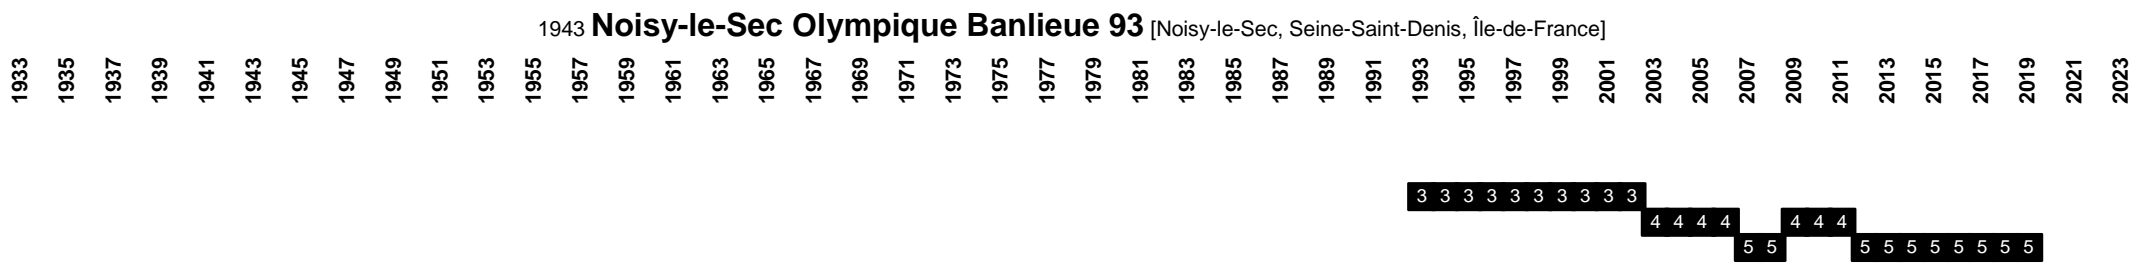 1943 Noisy-le-Sec Olympique Banlieue 93 [Noisy-le-Sec, Seine-Saint-Denis, Île-de-France]
1933 1935 1937 1939 1941 1943 1945 1947 1949 1951 1953 1955 1957 1959 1961 1963 1965 1967 1969 1971 1973 1975 1977 1979 1981 1983 1985 1987 1989 1991 1993 1995 1997 1999 2001 2003 2005 2007 2009 2011 2013 2015 2017 2019 2021 2023
3 3 3 3 3 3 3 3 3 3
4 4 4 4 4 4 4
5 5 5 5 5 5 5 5 5 5